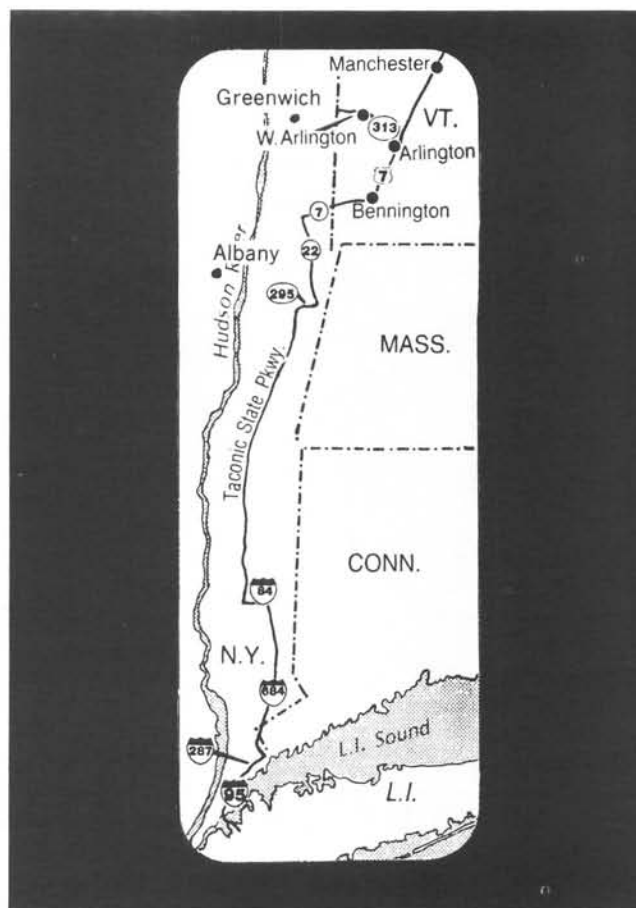 Manchester
Greenwich
W. Arlington
313
VT.
Arlington
7
Bennington
7
22
Albany
295
Hudson River
MASS.
Taconic State Pkwy.
CONN.
84
N.Y.
684
L.I. Sound
287
95
L.I.